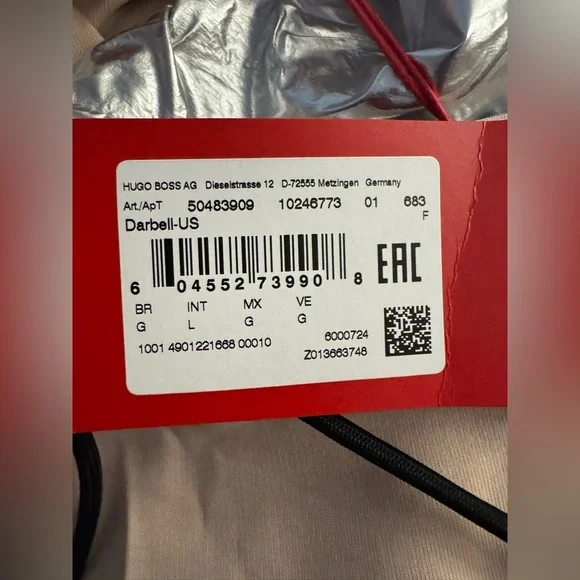 HUGO BOSS AG Dieselstrasse 12 D-72555 Metzingen Germany
Art./ApT 50483909 10246773 01 683
Darbell-US F
6 04552 73990 8 EAC
BR INT MX VE
G L G G
1001 4901221668 00010 6000724
Z013663748